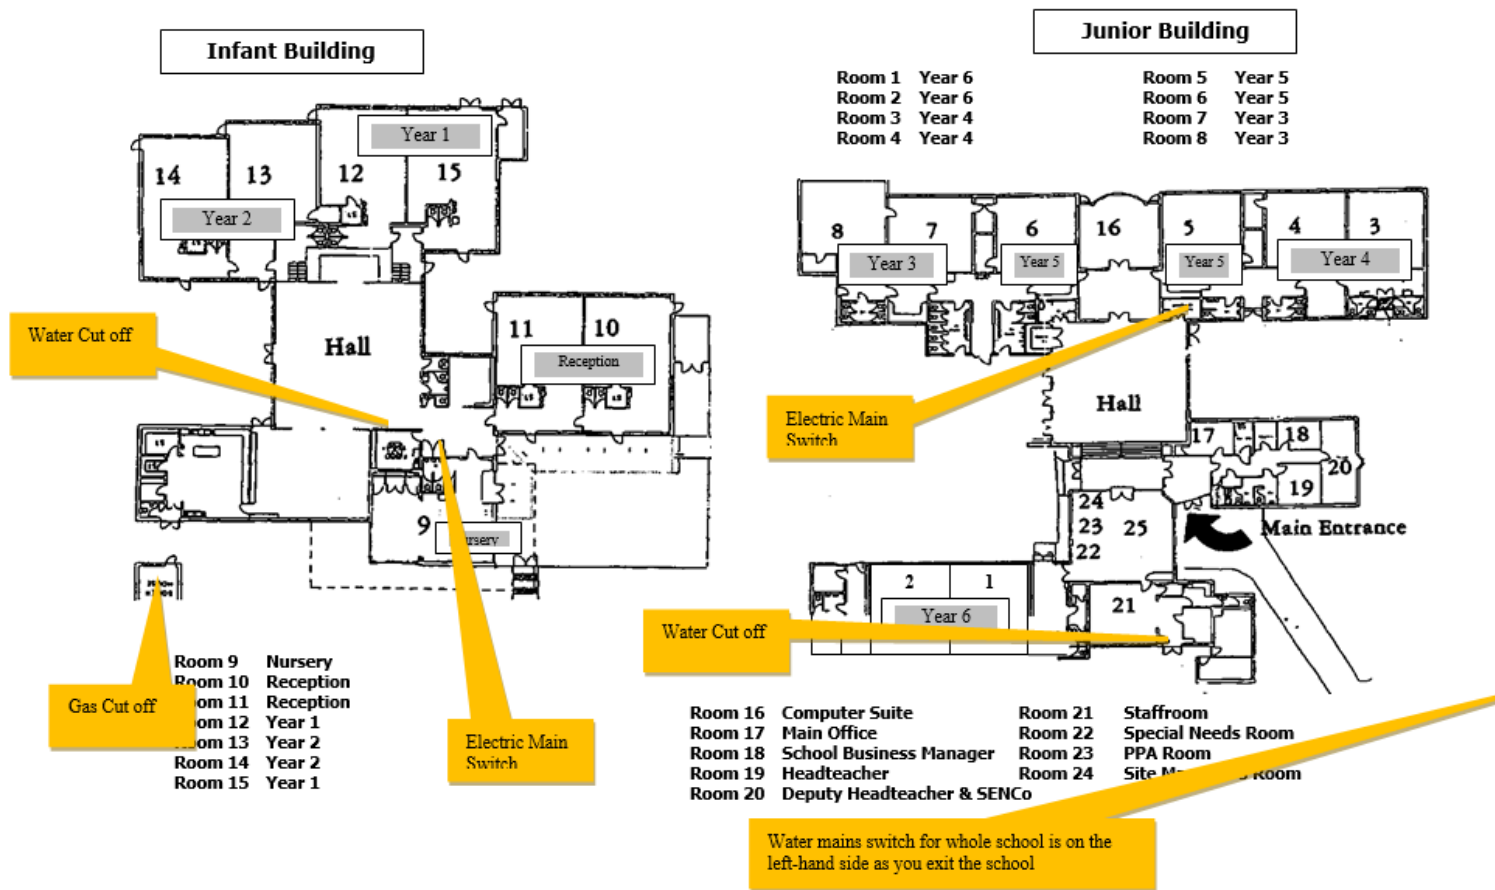 Infant Building
Junior Building
Room 1 Year 6
Room 2 Year 6
Room 3 Year 4
Room 4 Year 4
Room 5 Year 5
Room 6 Year 5
Room 7 Year 3
Room 8 Year 3
Year 1
14
13
12
15
Year 2
Water Cut off
Hall
11
10
Reception
9
Gas Cut off
Electric Main
Switch
Room 9 Nursery
Room 10 Reception
Room 11 Reception
Room 12 Year 1
Room 13 Year 2
Room 14 Year 2
Room 15 Year 1
8
7
6
16
5
4
3
Year 3
Year 5
Year 5
Year 4
Electric Main
Switch
Hall
17
18
20
19
24
23
22
25
Main Entrance
2
1
Year 6
21
Water Cut off
Room 16 Computer Suite
Room 17 Main Office
Room 18 School Business Manager
Room 19 Headteacher
Room 20 Deputy Headteacher & SENCo
Room 21 Staffroom
Room 22 Special Needs Room
Room 23 PPA Room
Room 24 Site Room
Water mains switch for whole school is on the
left-hand side as you exit the school